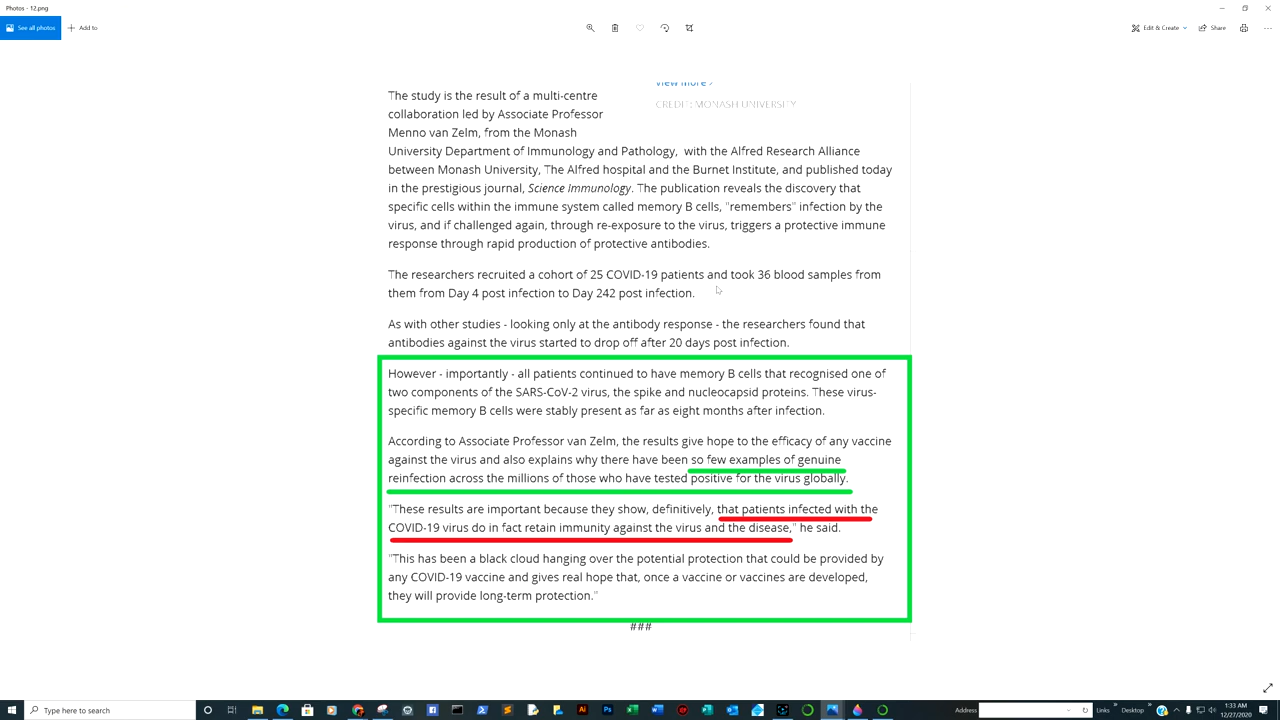 Photos - 12.png
See all photos
Add to
Edit & Create
Share
View more
CREDIT: MONASH UNIVERSITY
The study is the result of a multi-centre
collaboration led by Associate Professor
Menno van Zelm, from the Monash
University Department of Immunology and Pathology, with the Alfred Research Alliance
between Monash University, The Alfred hospital and the Burnet Institute, and published today
in the prestigious journal, Science Immunology. The publication reveals the discovery that
specific cells within the immune system called memory B cells, "remembers" infection by the
virus, and if challenged again, through re-exposure to the virus, triggers a protective immune
response through rapid production of protective antibodies.
The researchers recruited a cohort of 25 COVID-19 patients and took 36 blood samples from
them from Day 4 post infection to Day 242 post infection.
As with other studies - looking only at the antibody response - the researchers found that
antibodies against the virus started to drop off after 20 days post infection.
However - importantly - all patients continued to have memory B cells that recognised one of
two components of the SARS-CoV-2 virus, the spike and nucleocapsid proteins. These virus-
specific memory B cells were stably present as far as eight months after infection.
According to Associate Professor van Zelm, the results give hope to the efficacy of any vaccine
against the virus and also explains why there have been so few examples of genuine
reinfection across the millions of those who have tested positive for the virus globally.
"These results are important because they show, definitively, that patients infected with the
COVID-19 virus do in fact retain immunity against the virus and the disease," he said.
"This has been a black cloud hanging over the potential protection that could be provided by
any COVID-19 vaccine and gives real hope that, once a vaccine or vaccines are developed,
they will provide long-term protection."
###
Type here to search
Address
Links
Desktop
1:33 AM
12/27/2020